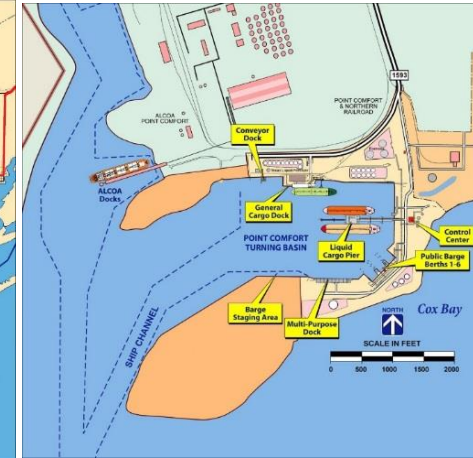 1593
POINT COMFORT
& NORTHERN
RAILROAD
ALCOA
POINT COMFORT
Conveyor
Dock
ALCOA
Docks
General
Cargo Dock
POINT COMFORT
TURNING BASIN
Liquid
Cargo Pier
Control
Center
Public Barge
Berths 1-6
Barge
Staging Area
Multi-Purpose
Dock
SHIP CHANNEL
NORTH
Cox Bay
SCALE IN FEET
0 500 1000 1500 2000